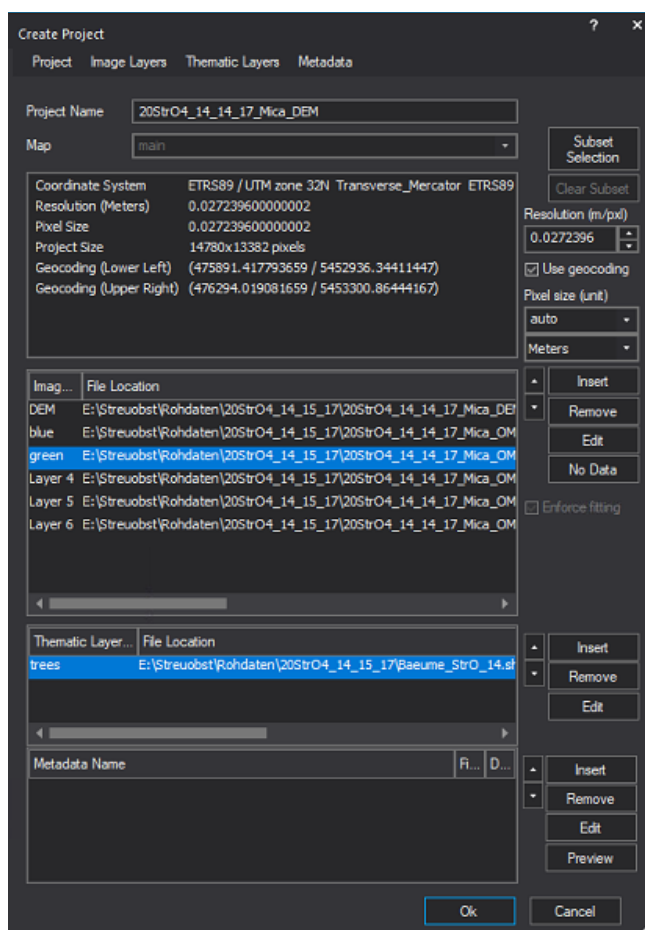 Create Project
? ×
Project Image Layers Thematic Layers Metadata
Project Name 20StrO4_14_14_17_Mica_DEM
Map main
Subset Selection
Clear Subset
Coordinate System ETRS89 / UTM zone 32N Transverse_Mercator ETRS89
Resolution (Meters) 0.027239600000002
Pixel Size 0.027239600000002
Project Size 14780x13382 pixels
Geocoding (Lower Left) (475891.417793659 / 5452936.34411447)
Geocoding (Upper Right) (476294.019081659 / 5453300.86444167)
Resolution (m/pxl)
0.0272396
Use geocoding
Pixel size (unit)
auto
Meters
Imag... File Location
DEM E:\Streuobst\Rohdaten\20StrO4_14_15_17\20StrO4_14_14_17_Mica_DEM
blue E:\Streuobst\Rohdaten\20StrO4_14_15_17\20StrO4_14_14_17_Mica_OM
green E:\Streuobst\Rohdaten\20StrO4_14_15_17\20StrO4_14_14_17_Mica_OM
Layer 4 E:\Streuobst\Rohdaten\20StrO4_14_15_17\20StrO4_14_14_17_Mica_OM
Layer 5 E:\Streuobst\Rohdaten\20StrO4_14_15_17\20StrO4_14_14_17_Mica_OM
Layer 6 E:\Streuobst\Rohdaten\20StrO4_14_15_17\20StrO4_14_14_17_Mica_OM
Insert
Remove
Edit
No Data
Enforce fitting
Thematic Layer... File Location
trees E:\Streuobst\Rohdaten\20StrO4_14_15_17\Baeume_StrO_14.sh
Insert
Remove
Edit
Metadata Name Fi... D...
Insert
Remove
Edit
Preview
Ok Cancel